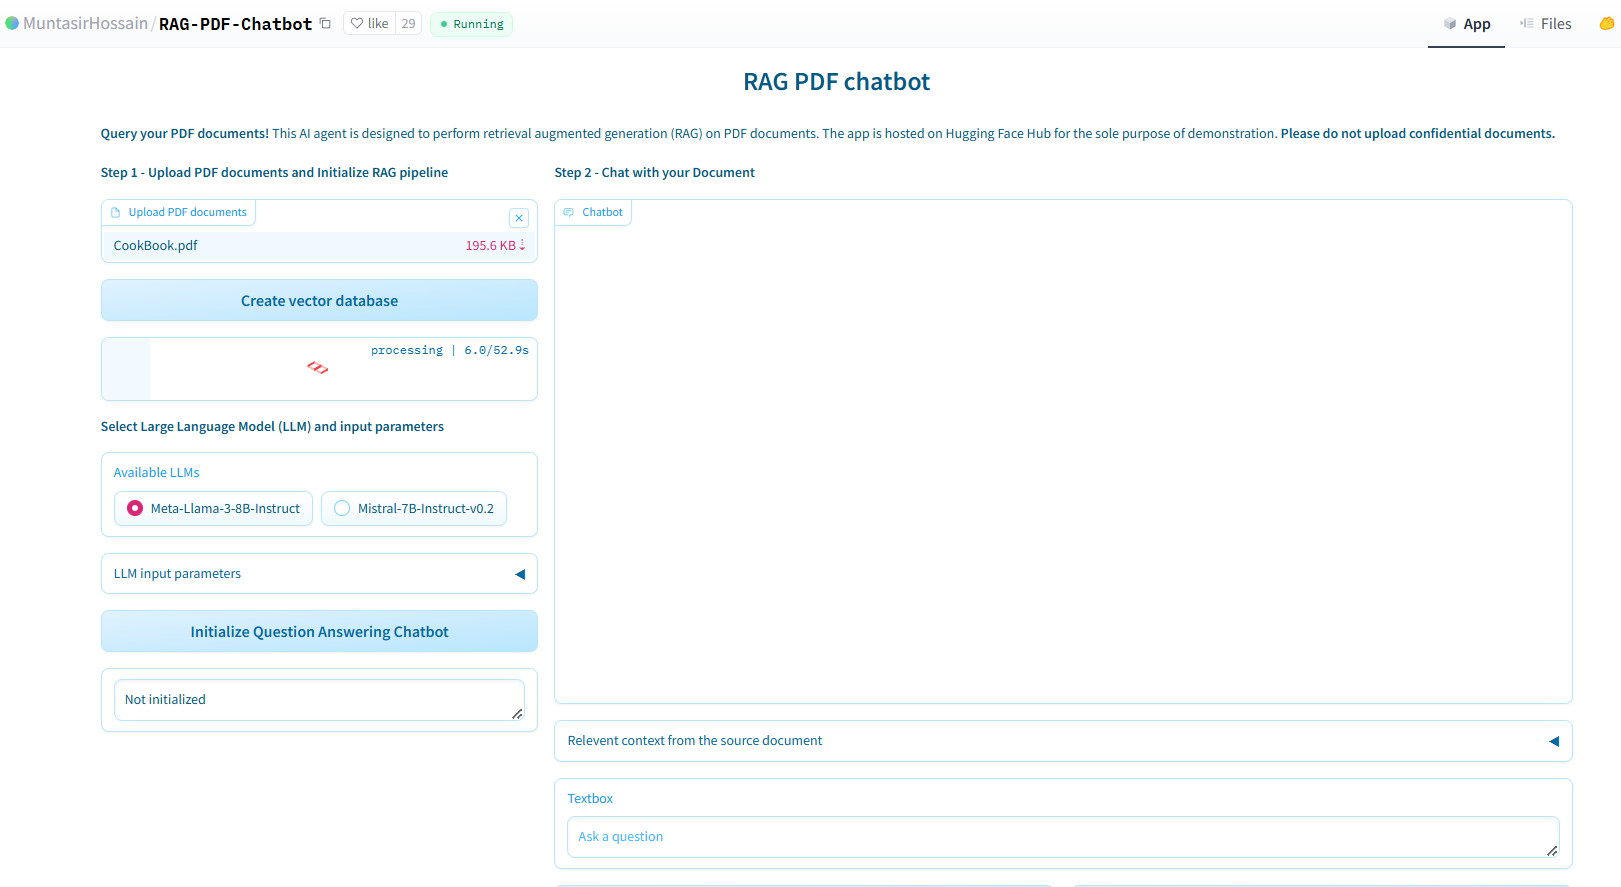 MuntasirHossain/RAG-PDF-Chatbot like 29 Running App Files
RAG PDF chatbot
Query your PDF documents! This AI agent is designed to perform retrieval augmented generation (RAG) on PDF documents. The app is hosted on Hugging Face Hub for the sole purpose of demonstration. Please do not upload confidential documents.
Step 1 - Upload PDF documents and Initialize RAG pipeline
Upload PDF documents
CookBook.pdf 195.6 KB ⇣
Create vector database
processing | 6.0/52.9s
Select Large Language Model (LLM) and input parameters
Available LLMs
Meta-Llama-3-8B-Instruct Mistral-7B-Instruct-v0.2
LLM input parameters
Initialize Question Answering Chatbot
Not initialized
Step 2 - Chat with your Document
Chatbot
Relevent context from the source document
Textbox
Ask a question